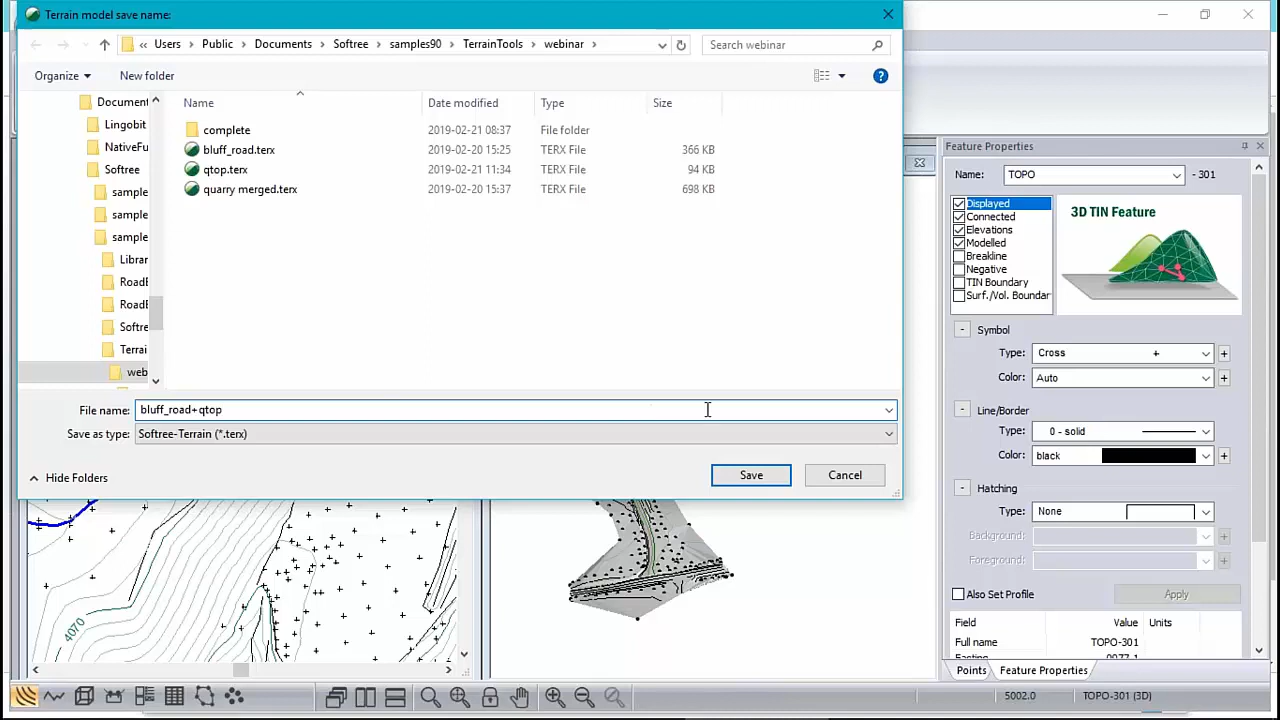 Terrain model save name:
« Users > Public > Documents > Softree > samples90 > TerrainTools > webinar >
Search webinar
Organize
New folder
Name
Date modified
Type
Size
Document
Lingobit
NativeFu
Softree
sample
sample
sample
Librar
RoadE
RoadE
Softre
Terrai
web
complete 2019-02-21 08:37 File folder
bluff_road.terx 2019-02-20 15:25 TERX File 366 KB
qtop.terx 2019-02-21 11:34 TERX File 94 KB
quarry merged.terx 2019-02-20 15:37 TERX File 698 KB
File name: bluff_road+qtop
Save as type: Softree-Terrain (*.terx)
Hide Folders
Save
Cancel
4070
Feature Properties
Name: TOPO - 301
Displayed
Connected
Elevations
Modelled
Breakline
Negative
TIN Boundary
Surf./Vol. Boundar
3D TIN Feature
- Symbol
Type: Cross +
Color: Auto +
- Line/Border
Type: 0 - solid
Color: black +
- Hatching
Type: None
Background: +
Foreground: +
Also Set Profile
Apply
Field Value Units
Full name TOPO-301
Points
Feature Properties
5002.0
TOPO-301 (3D)